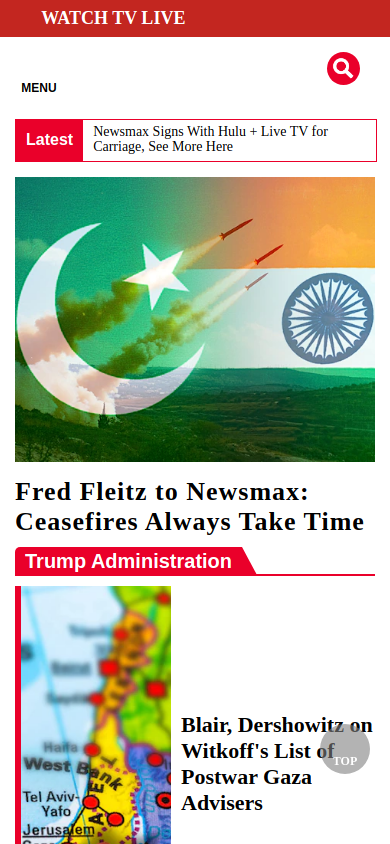 WATCH TV LIVE
MENU
Latest
Newsmax Signs With Hulu + Live TV for
Carriage, See More Here
Fred Fleitz to Newsmax:
Ceasefires Always Take Time
Trump Administration
Tripoli
Beirut
Haifa
West Bank
Tel Aviv-
Yafo
Jerusalem
Blair, Dershowitz on
Witkoff's List of
Postwar Gaza
Advisers
TOP